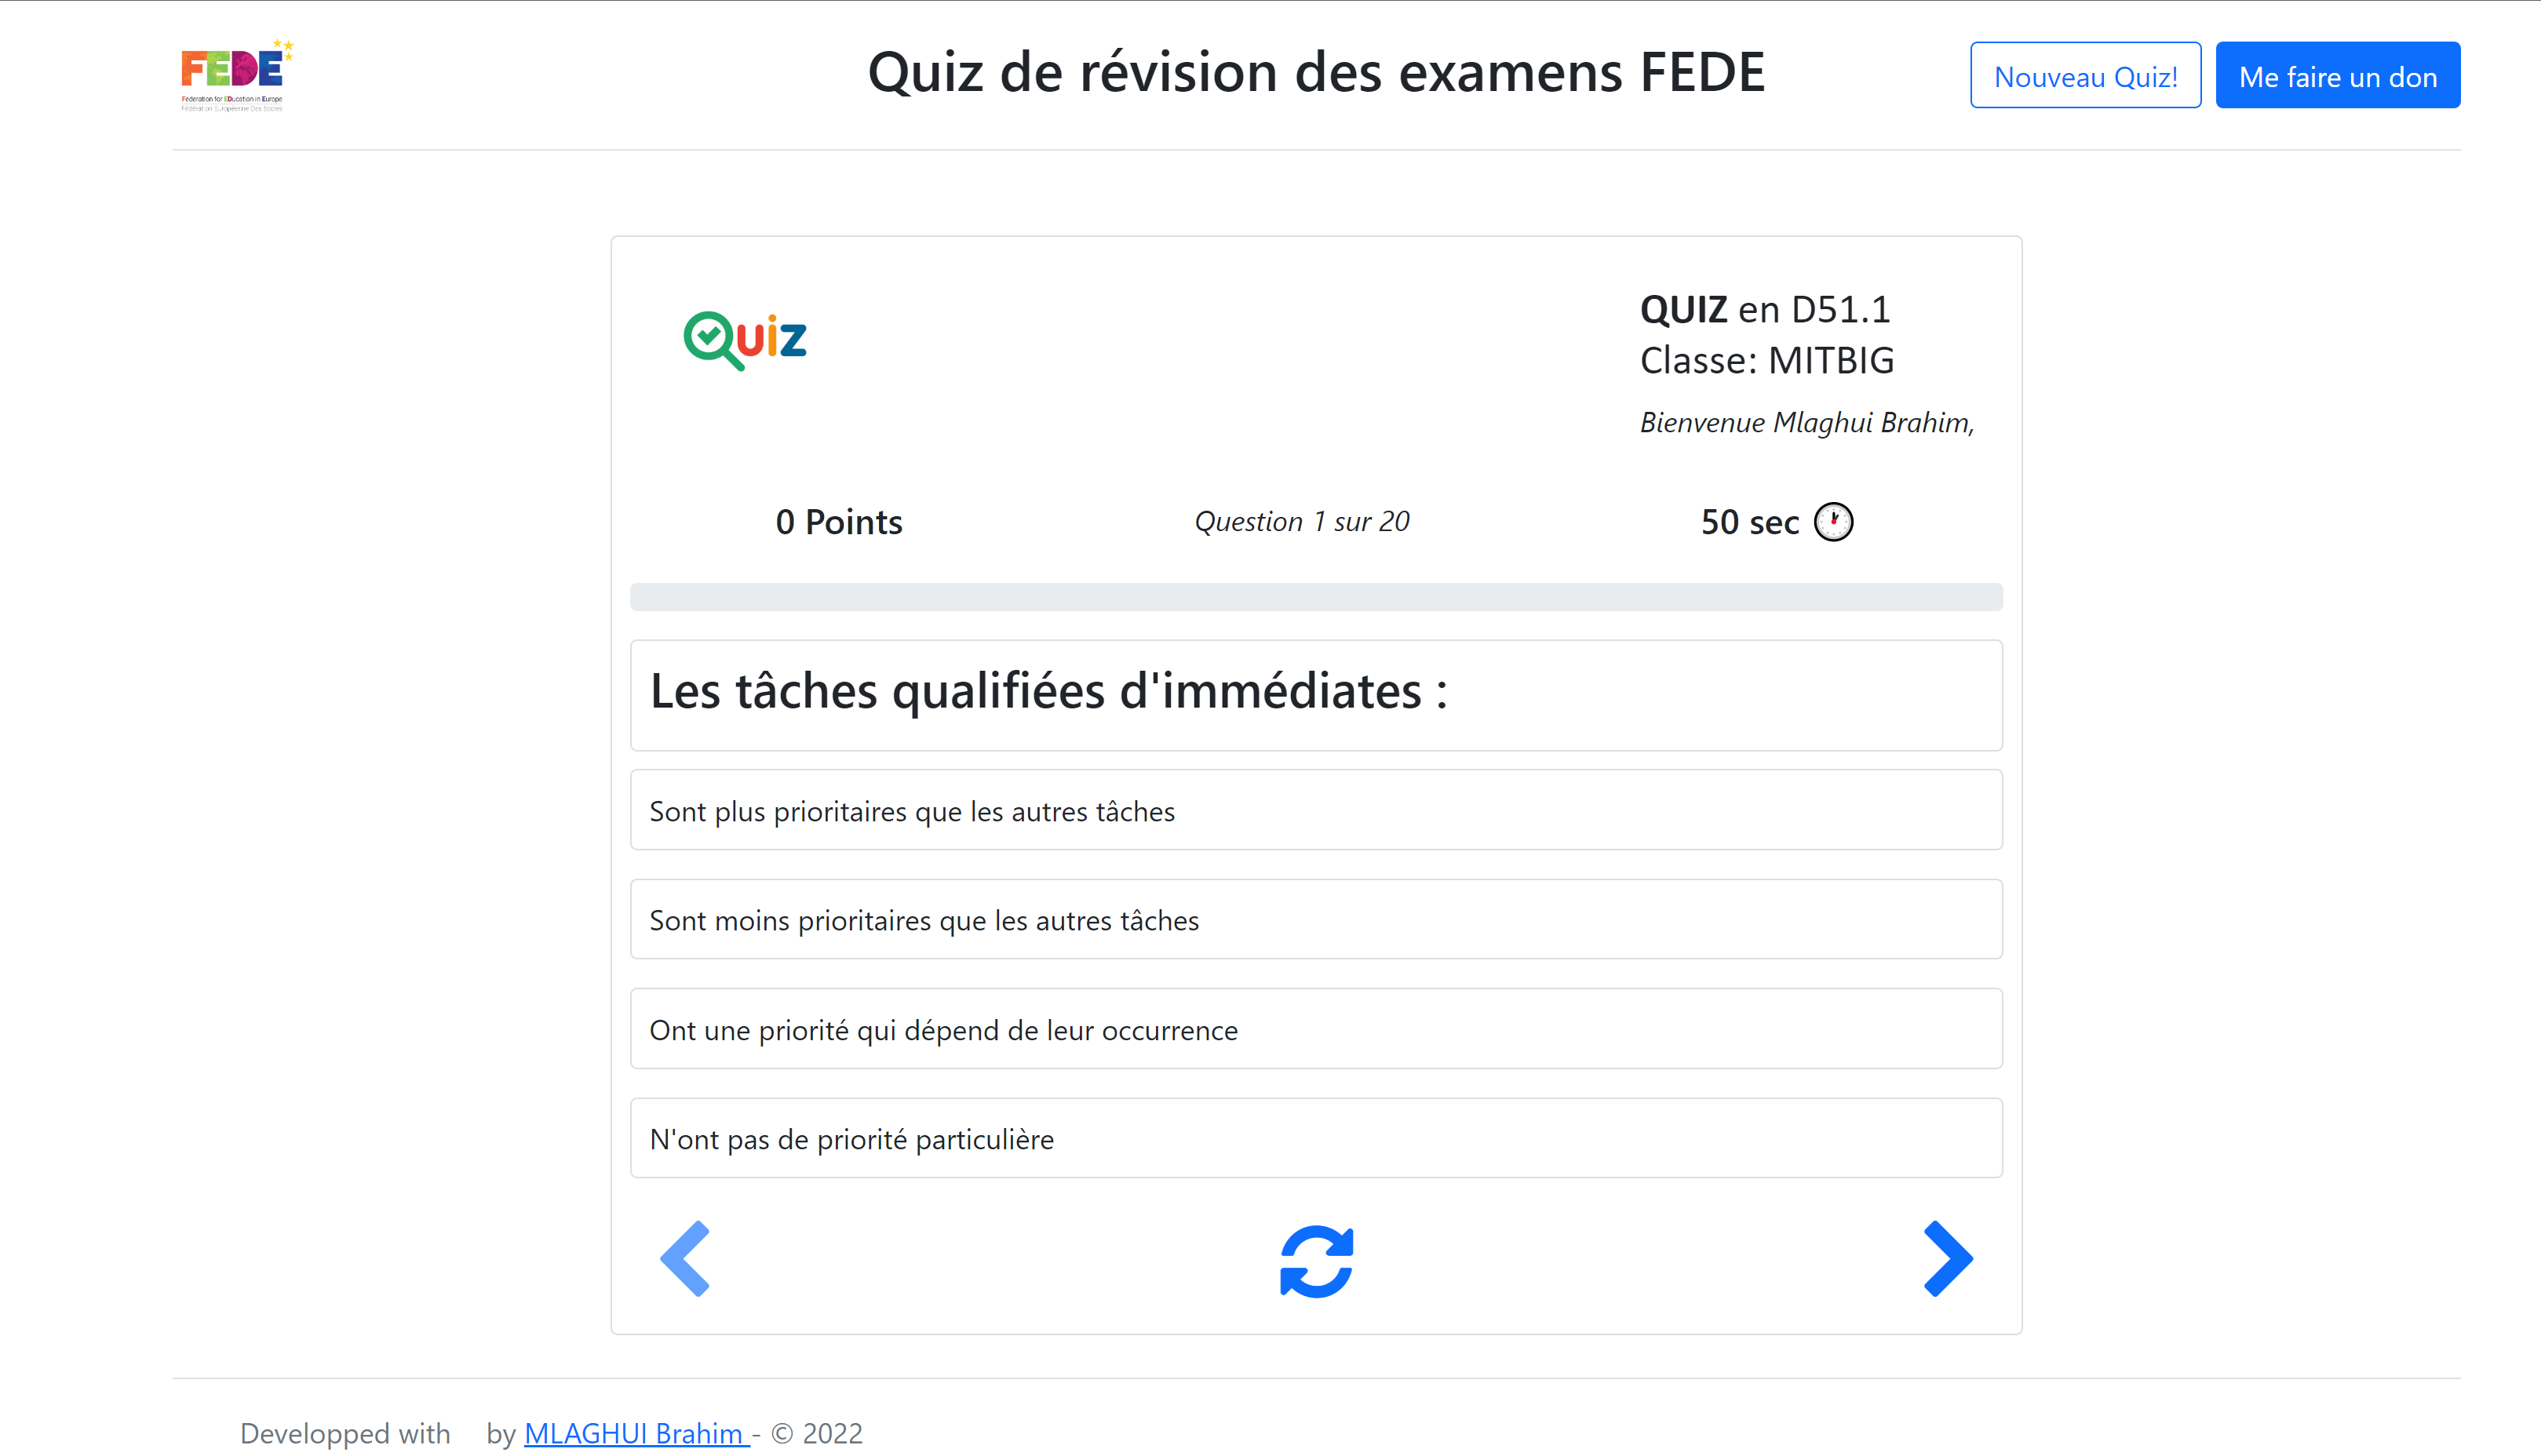 FEDE
Federation for EDucation in Europe
Fédération Européenne Des Ecoles
Quiz de révision des examens FEDE
Nouveau Quiz!
Me faire un don
Quiz
QUIZ en D51.1
Classe: MITBIG
Bienvenue Mlaghui Brahim,
0 Points
Question 1 sur 20
50 sec
Les tâches qualifiées d'immédiates :
Sont plus prioritaires que les autres tâches
Sont moins prioritaires que les autres tâches
Ont une priorité qui dépend de leur occurrence
N'ont pas de priorité particulière
Developped with by MLAGHUI Brahim - © 2022